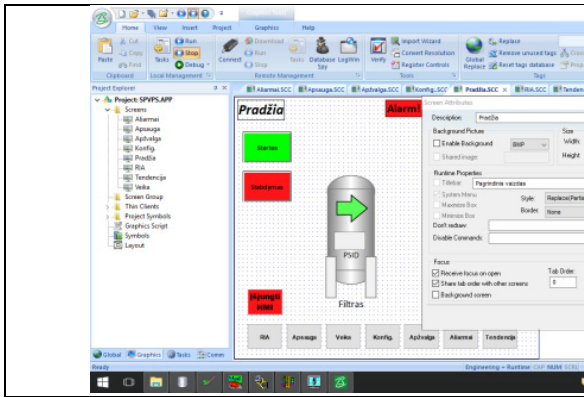 Home View Insert Project Graphics Help
Paste
Cut
Copy
Find
Clipboard
Tasks
Run
Stop
Debug
Local Management
Connect
Download
Run
Stop
Tasks
Database Spy
LogWin
Remote Management
Verify
Import Wizard
Convert Resolution
Register Controls
Tools
Global Replace
Replace
Remove unused tags
Reset tags database
Tags
Project Explorer
Project: SPVPS.APP
Screens
Aliarmai
Apsauga
Apžvalga
Konfig.
Pradžia
RIA
Tendencija
Veika
Screen Group
Thin Clients
Project Symbols
Graphics Script
Symbols
Layout
Global Graphics Tasks Comm
Aliarmai.SCC Apsauga.SCC Apžvalga.SCC Konfig..SCC Pradžia.SCC RIA.SCC
Pradžia
Alarm!
Startas
Stabdymas
PSID
Filtras
Išjungti
HMI
RIA Apsauga Veika Konfig. Apžvalga Aliarmai Tendencija
Screen Attributes
Description: Pradžia
Background Picture
Enable Background BMP
Shared image:
Size
Width:
Height
Runtime Properties
Titlebar: Pagrindinis vaizdas
System Menu
Maximize Box
Minimize Box
Style:
Border: None
Don't redraw:
Disable Commands:
Focus
Receive focus on open
Share tab order with other screens
Background screen
Tab Order:
0
Ready
Engineering + Runtime CAP NUM SCRL